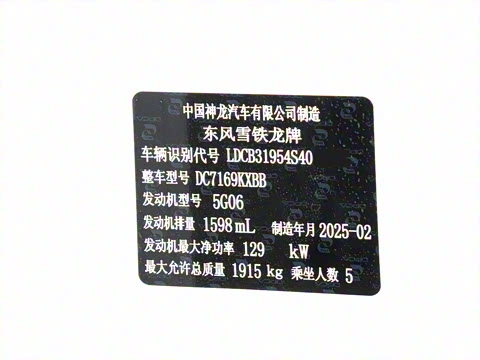 中国神龙汽车有限公司制造
东风雪铁龙牌
车辆识别代号 LDCB31954S40
整车型号 DC7169KXBB
发动机型号 5G06
发动机排量 1598 mL 制造年月 2025-02
发动机最大净功率 129 kW
最大允许总质量 1915 kg 乘坐人数 5